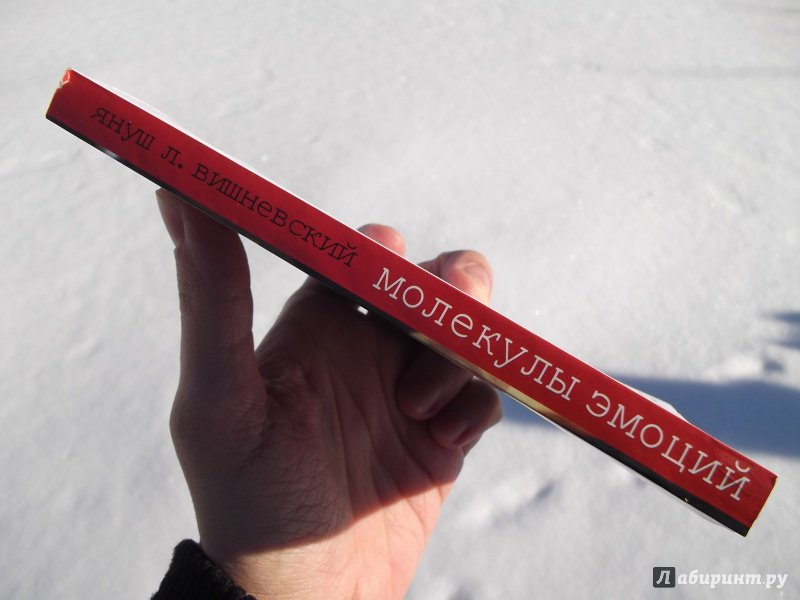 Януш Л. Вишневский
Молекулы эмоций
Лабиринт.ру